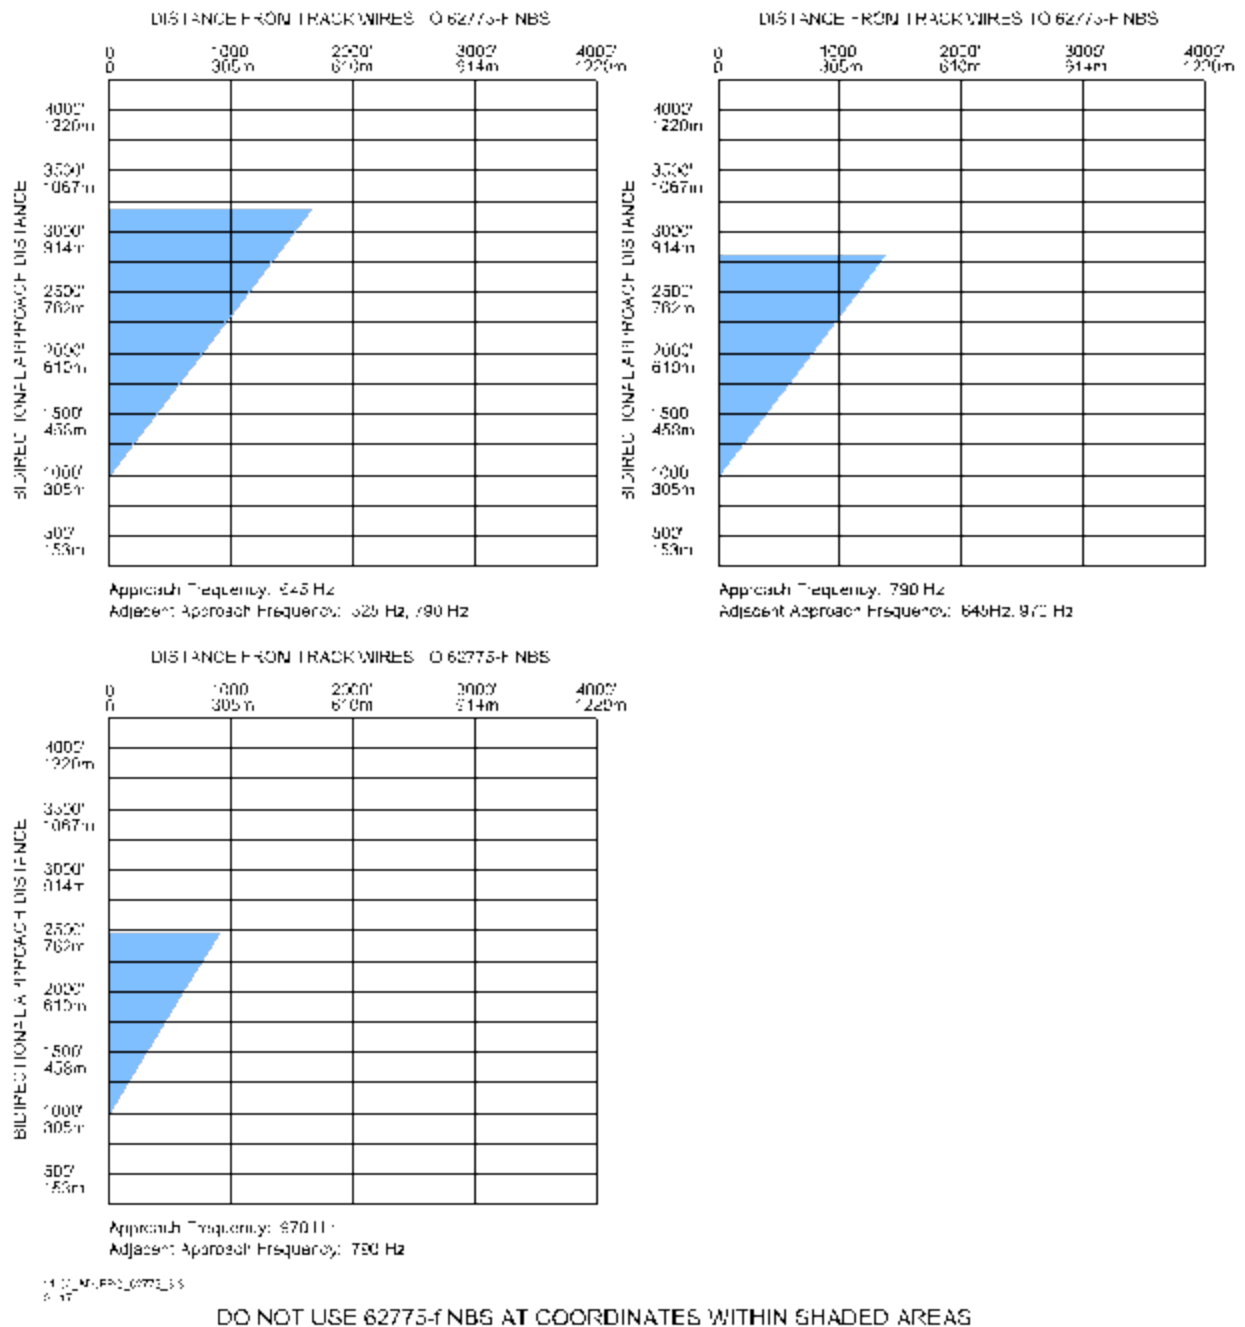 DISTANCE FROM TRACK WIRES TO 62775-F NBS
0 1000 2000' 3000' 4000'
0 305m 610m 914m 1220m
BIDIRECTIONAL APPROACH DISTANCE
4000'
1220m
3500'
1067m
3000'
914m
2500'
762m
2000'
610m
1500'
458m
1000'
305m
500'
153m
Approach Frequency: 645 Hz
Adjacent Approach Frequency: 525 Hz, 790 Hz
DISTANCE FROM TRACK WIRES TO 62775-F NBS
0 1000 2000' 3000' 4000'
0 305m 610m 914m 1220m
BIDIRECTIONAL APPROACH DISTANCE
4000'
1220m
3500'
1067m
3000'
914m
2500'
762m
2000'
610m
1500
458m
1000
305m
500'
153m
Approach Frequency: 790 Hz
Adjacent Approach Frequency: 645Hz, 970 Hz
DISTANCE FROM TRACK WIRES TO 62775-F NBS
0 1000 2000' 3000' 4000'
0 305m 610m 914m 1220m
BIDIRECTIONAL APPROACH DISTANCE
4000'
1220m
3500'
1067m
3000'
914m
2500'
762m
2000'
610m
1500'
458m
1000'
305m
500'
153m
Approach Frequency: 970 Hz
Adjacent Approach Frequency: 790 Hz
DO NOT USE 62775-f NBS AT COORDINATES WITHIN SHADED AREAS